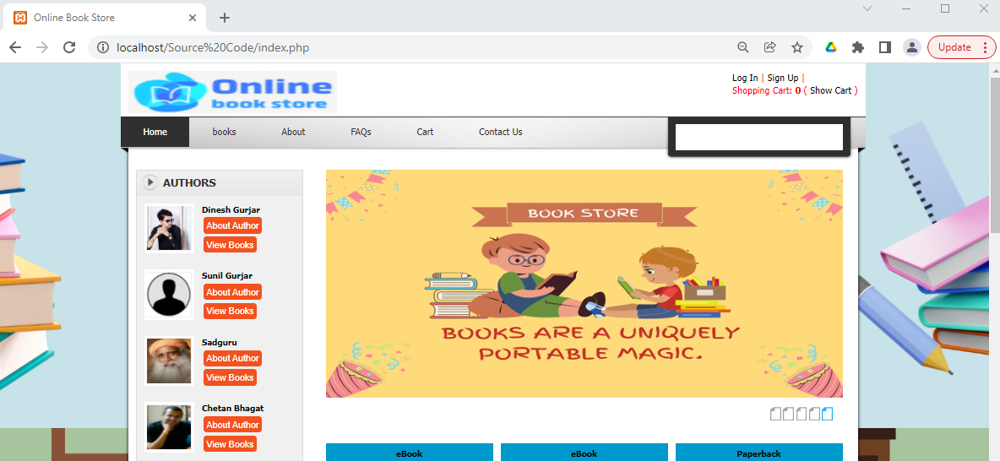 Online Book Store
localhost/Source%20Code/index.php
Update
Online
book store
Log In | Sign Up |
Shopping Cart: 0 ( Show Cart )
Home
books
About
FAQs
Cart
Contact Us
AUTHORS
Dinesh Gurjar
About Author
View Books
Sunil Gurjar
About Author
View Books
Sadguru
About Author
View Books
Chetan Bhagat
About Author
View Books
BOOK STORE
BOOKS ARE A UNIQUELY
PORTABLE MAGIC.
eBook
eBook
Paperback